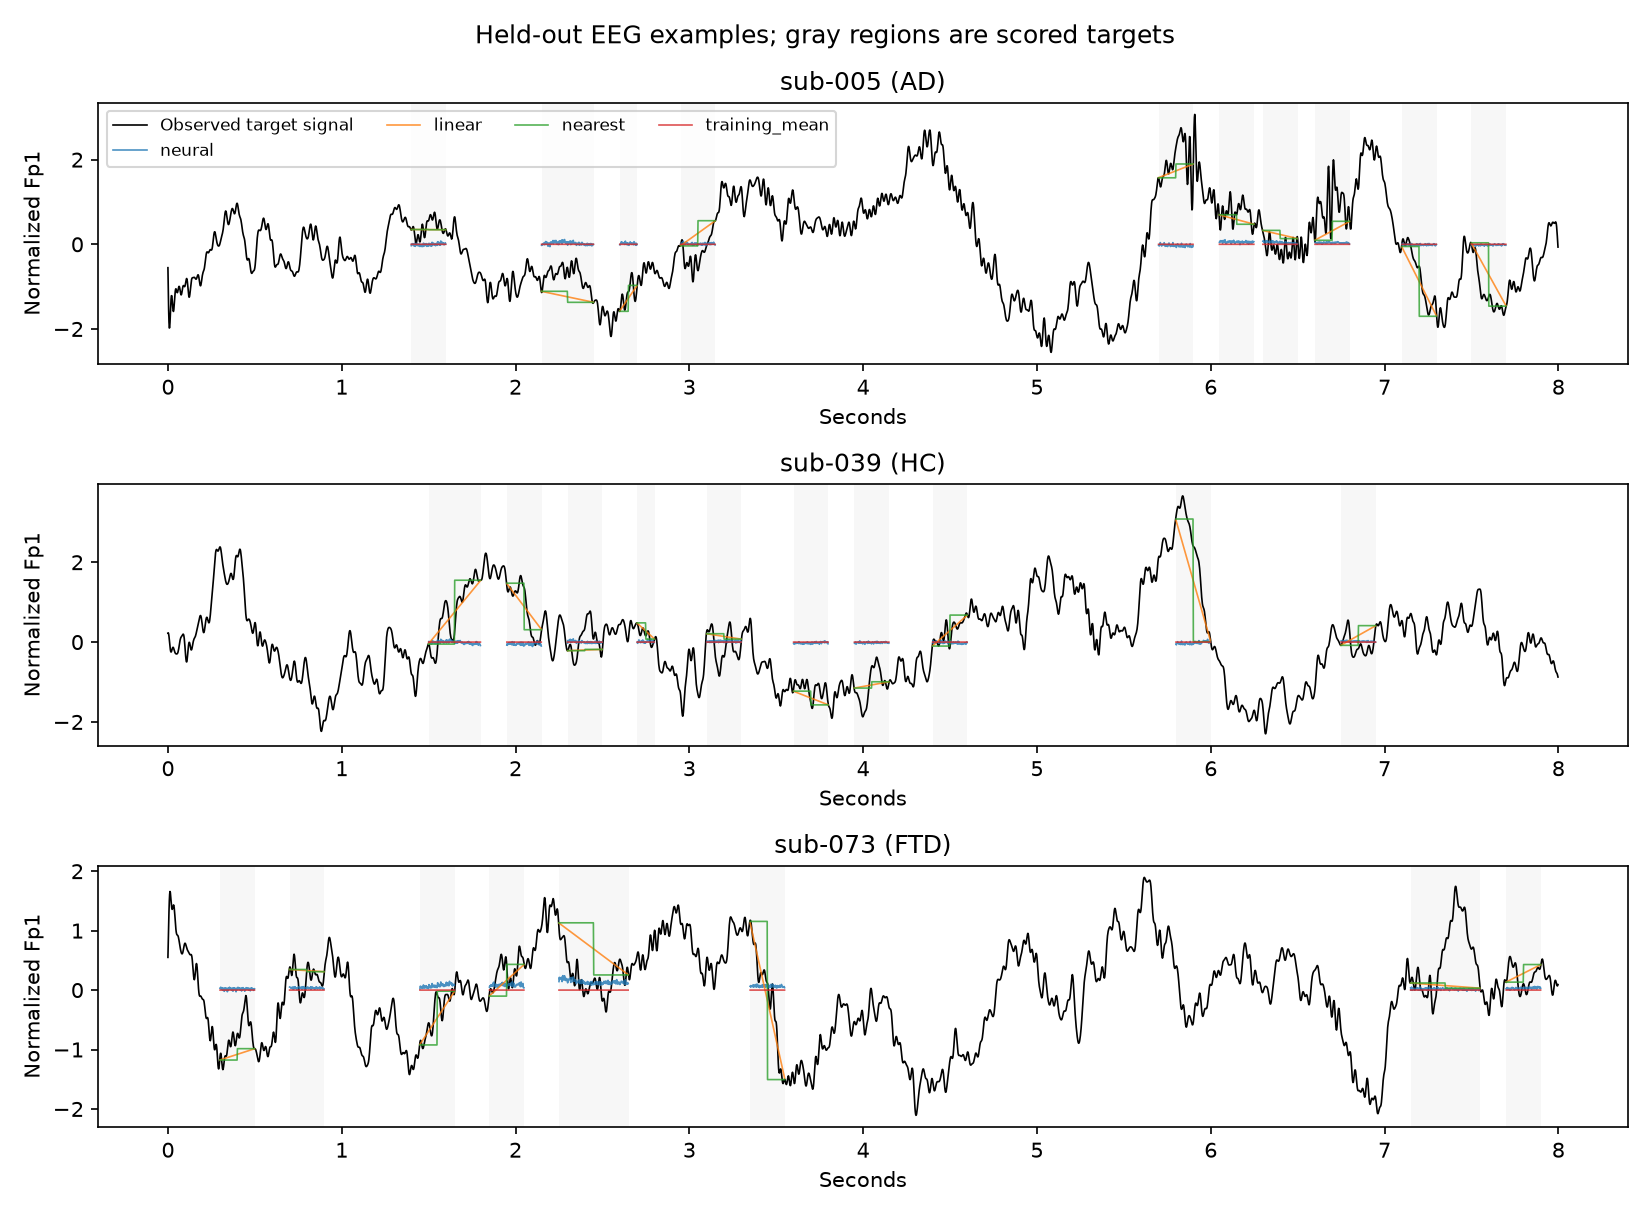 Held-out EEG examples; gray regions are scored targets
sub-005 (AD)
Observed target signal linear nearest training_mean
neural
Normalized Fp1
2
0
−2
0 1 2 3 4 5 6 7 8
Seconds
sub-039 (HC)
Normalized Fp1
2
0
−2
0 1 2 3 4 5 6 7 8
Seconds
sub-073 (FTD)
Normalized Fp1
2
1
0
−1
−2
0 1 2 3 4 5 6 7 8
Seconds